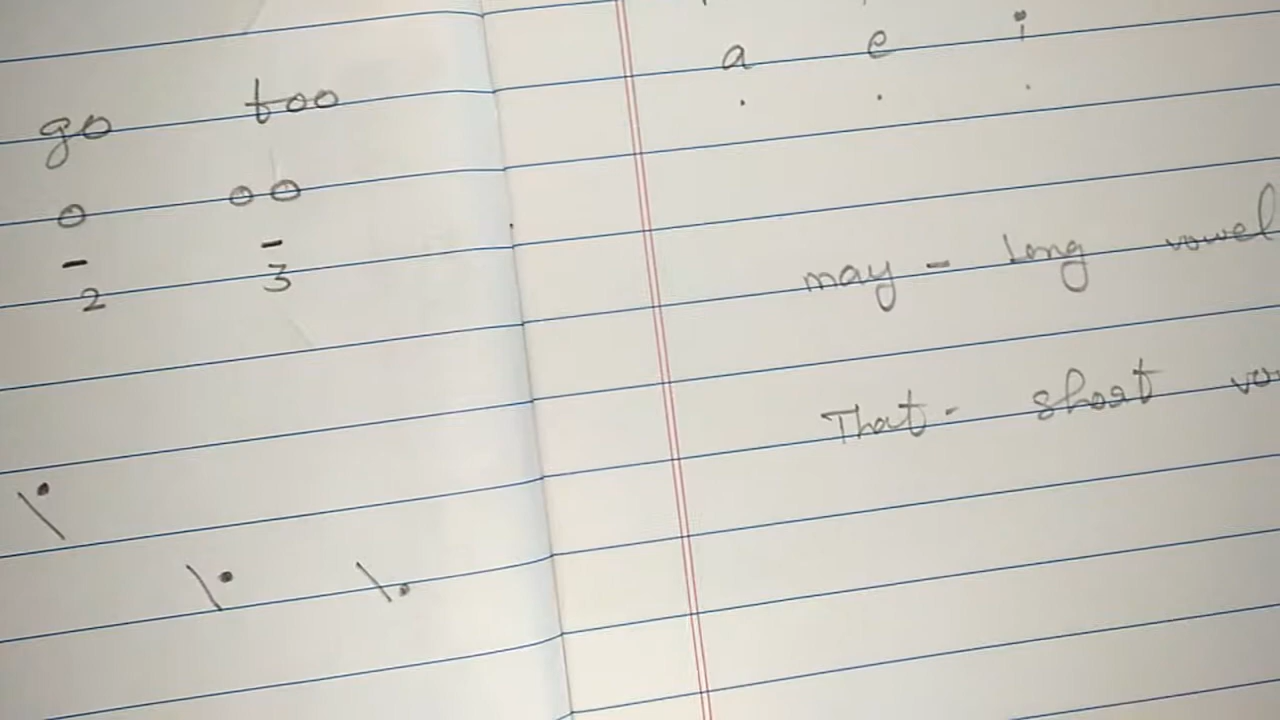 go too
o oo
- -
2 3
a e i
. . .
may - long vowel
That - short